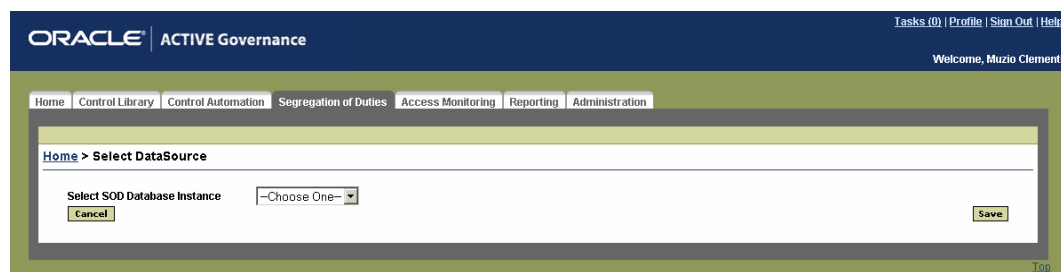 Tasks (0) | Profile | Sign Out | Help
ORACLE® | ACTIVE Governance
Welcome, Muzio Clement
Home Control Library Control Automation Segregation of Duties Access Monitoring Reporting Administration
Home > Select DataSource
Select SOD Database Instance –Choose One–
Cancel Save
Top